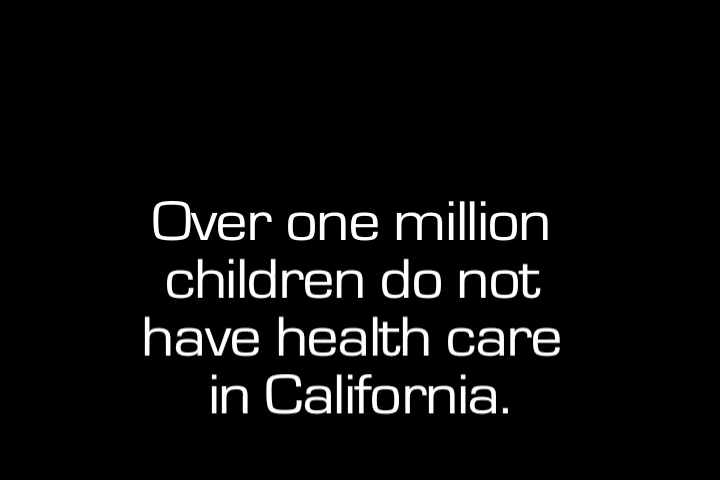 Over one million
children do not
have health care
in California.